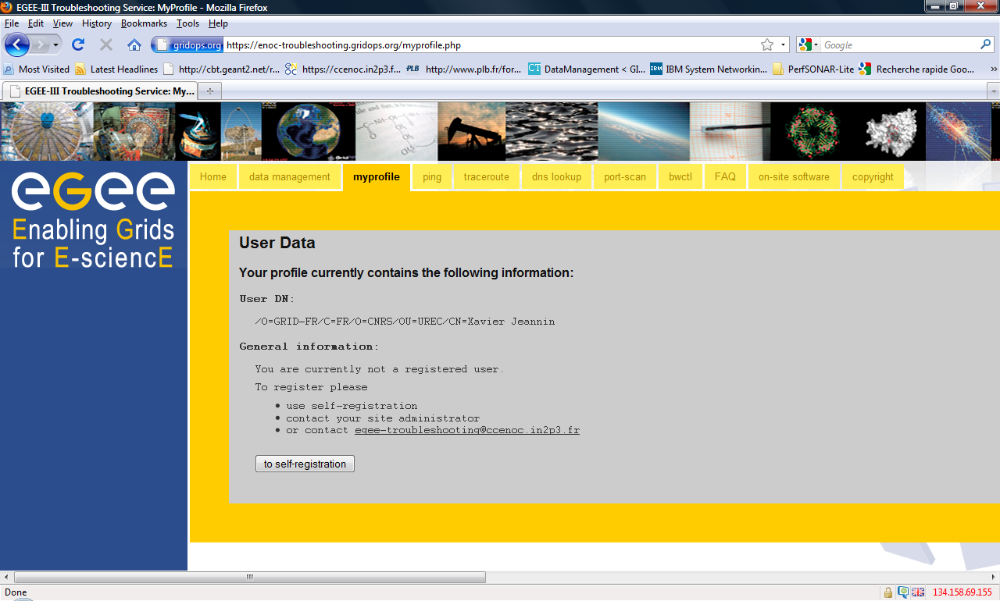 EGEE-III Troubleshooting Service: MyProfile - Mozilla Firefox
File Edit View History Bookmarks Tools Help
gridops.org https://enoc-troubleshooting.gridops.org/myprofile.php Google
Most Visited Latest Headlines http://cbt.geant2.net/r... https://ccenoc.in2p3.f... PLB http://www.plb.fr/for... CT DataManagement < GI... IBM IBM System Networkin... PerfSONAR-Lite Recherche rapide Goo... »
EGEE-III Troubleshooting Service: My...
eGee
Enabling Grids
for E-sciencE
Home data management myprofile ping traceroute dns lookup port-scan bwctl FAQ on-site software copyright
User Data
Your profile currently contains the following information:
User DN:
/O=GRID-FR/C=FR/O=CNRS/OU=UREC/CN=Xavier Jeannin
General information:
You are currently not a registered user.
To register please
• use self-registration
• contact your site administrator
• or contact egee-troubleshooting@ccenoc.in2p3.fr
to self-registration
Done 134.158.69.155